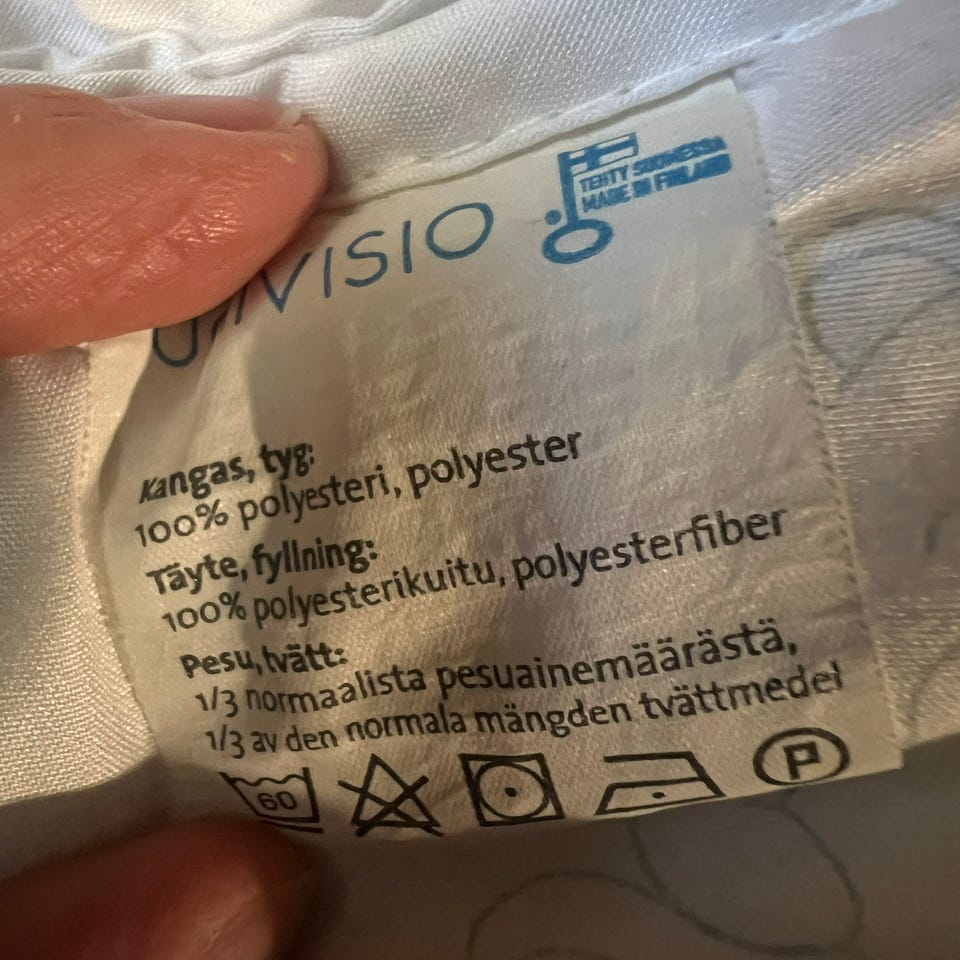 TEHTY SUOMESSA
MADE IN FINLAND
VISIO
Kangas, tyg:
100% polyesteri, polyester
Täyte, fyllning:
100% polyesterikuitu, polyesterfiber
Pesu, tvätt:
1/3 normaalista pesuainemäärästä,
1/3 av den normala mängden tvättmedel
60
P